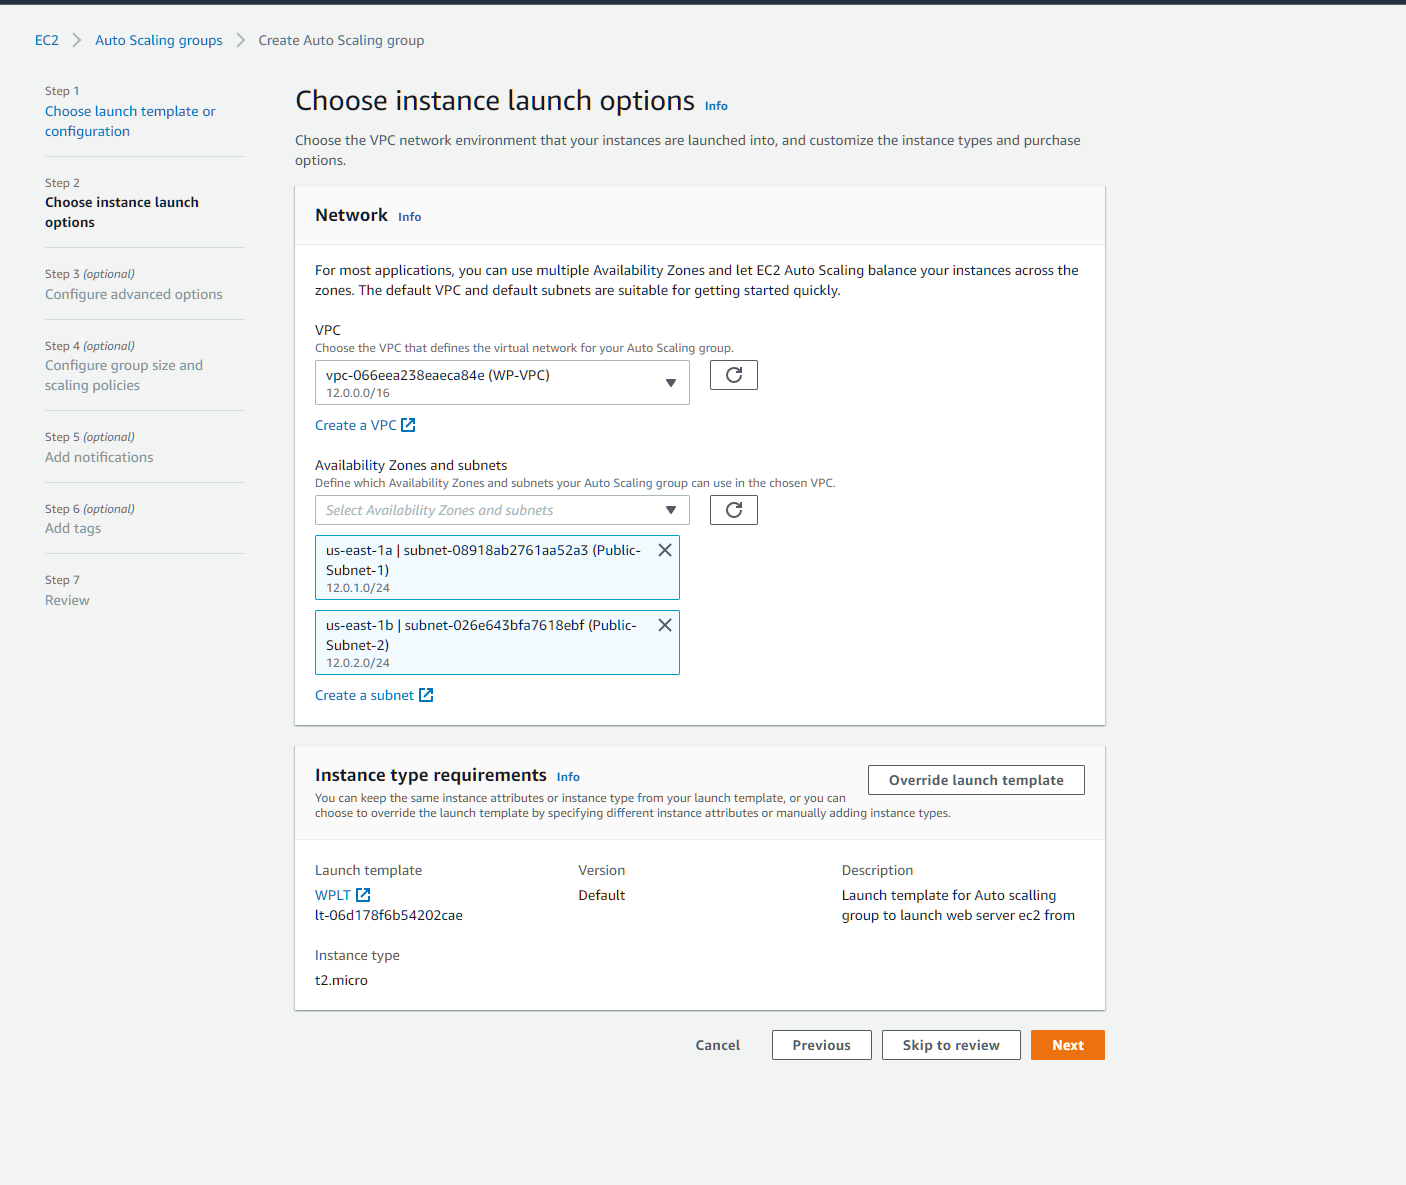 EC2 > Auto Scaling groups > Create Auto Scaling group
Step 1
Choose launch template or
configuration
Step 2
Choose instance launch
options
Step 3 (optional)
Configure advanced options
Step 4 (optional)
Configure group size and
scaling policies
Step 5 (optional)
Add notifications
Step 6 (optional)
Add tags
Step 7
Review
Choose instance launch options Info
Choose the VPC network environment that your instances are launched into, and customize the instance types and purchase
options.
Network Info
For most applications, you can use multiple Availability Zones and let EC2 Auto Scaling balance your instances across the
zones. The default VPC and default subnets are suitable for getting started quickly.
VPC
Choose the VPC that defines the virtual network for your Auto Scaling group.
vpc-066eea238eaeca84e (WP-VPC)
12.0.0.0/16
Create a VPC
Availability Zones and subnets
Define which Availability Zones and subnets your Auto Scaling group can use in the chosen VPC.
Select Availability Zones and subnets
us-east-1a | subnet-08918ab2761aa52a3 (Public-
Subnet-1)
12.0.1.0/24
us-east-1b | subnet-026e643bfa7618ebf (Public-
Subnet-2)
12.0.2.0/24
Create a subnet
Instance type requirements Info
Override launch template
You can keep the same instance attributes or instance type from your launch template, or you can
choose to override the launch template by specifying different instance attributes or manually adding instance types.
Launch template
WPLT
lt-06d178f6b54202cae
Version
Default
Description
Launch template for Auto scalling
group to launch web server ec2 from
Instance type
t2.micro
Cancel
Previous
Skip to review
Next